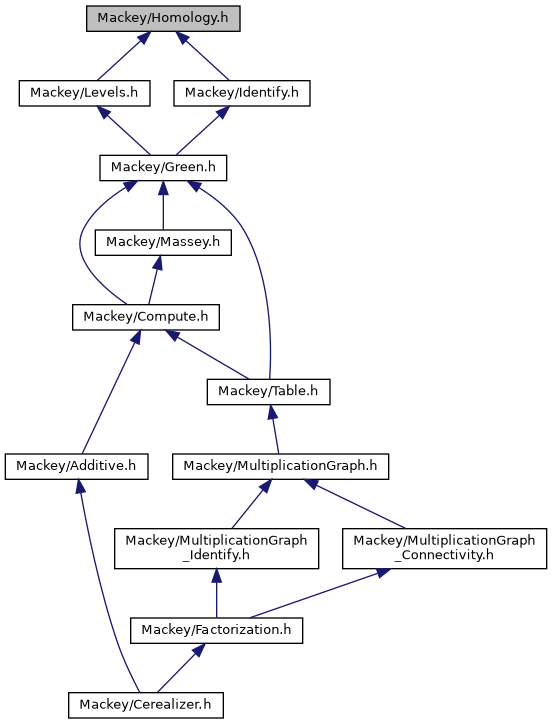 Mackey/Homology.h
Mackey/Levels.h
Mackey/Identify.h
Mackey/Green.h
Mackey/Massey.h
Mackey/Compute.h
Mackey/Table.h
Mackey/Additive.h
Mackey/MultiplicationGraph.h
Mackey/MultiplicationGraph
_Identify.h
Mackey/MultiplicationGraph
_Connectivity.h
Mackey/Factorization.h
Mackey/Cerealizer.h